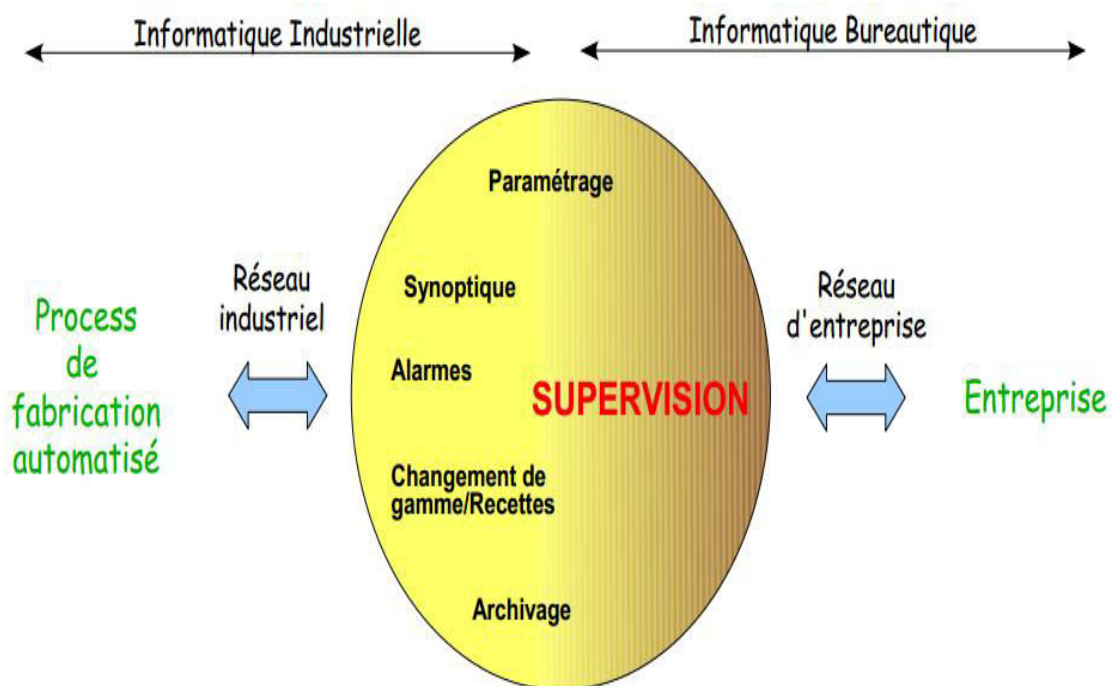 Informatique Industrielle
Informatique Bureautique
Paramétrage
Synoptique
Alarmes
SUPERVISION
Changement de
gamme/Recettes
Archivage
Process
de
fabrication
automatisé
Réseau
industriel
Réseau
d'entreprise
Entreprise